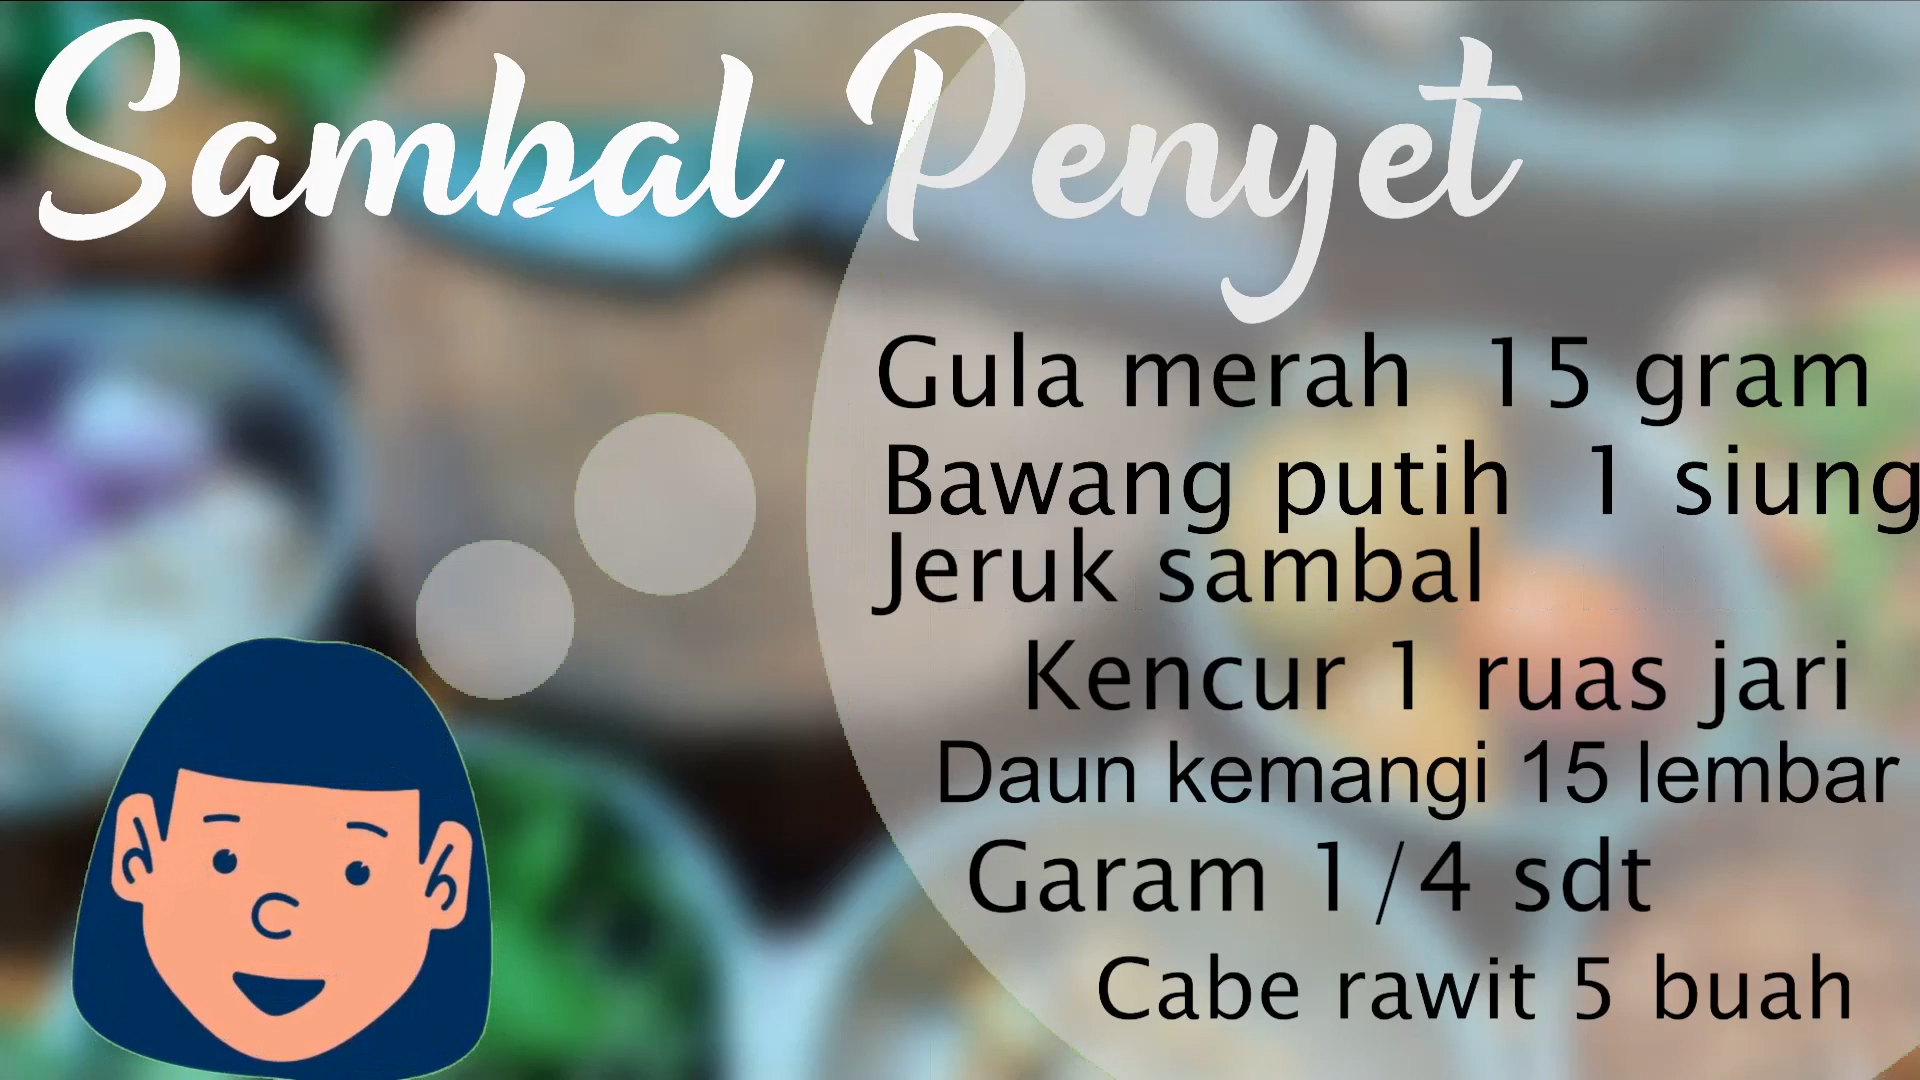 Sambal Penyet
Gula merah 15 gram
Bawang putih 1 siung
Jeruk sambal
Kencur 1 ruas jari
Daun kemangi 15 lembar
Garam 1/4 sdt
Cabe rawit 5 buah